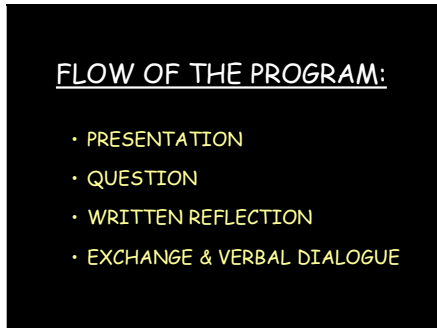 FLOW OF THE PROGRAM:
• PRESENTATION
• QUESTION
• WRITTEN REFLECTION
• EXCHANGE & VERBAL DIALOGUE